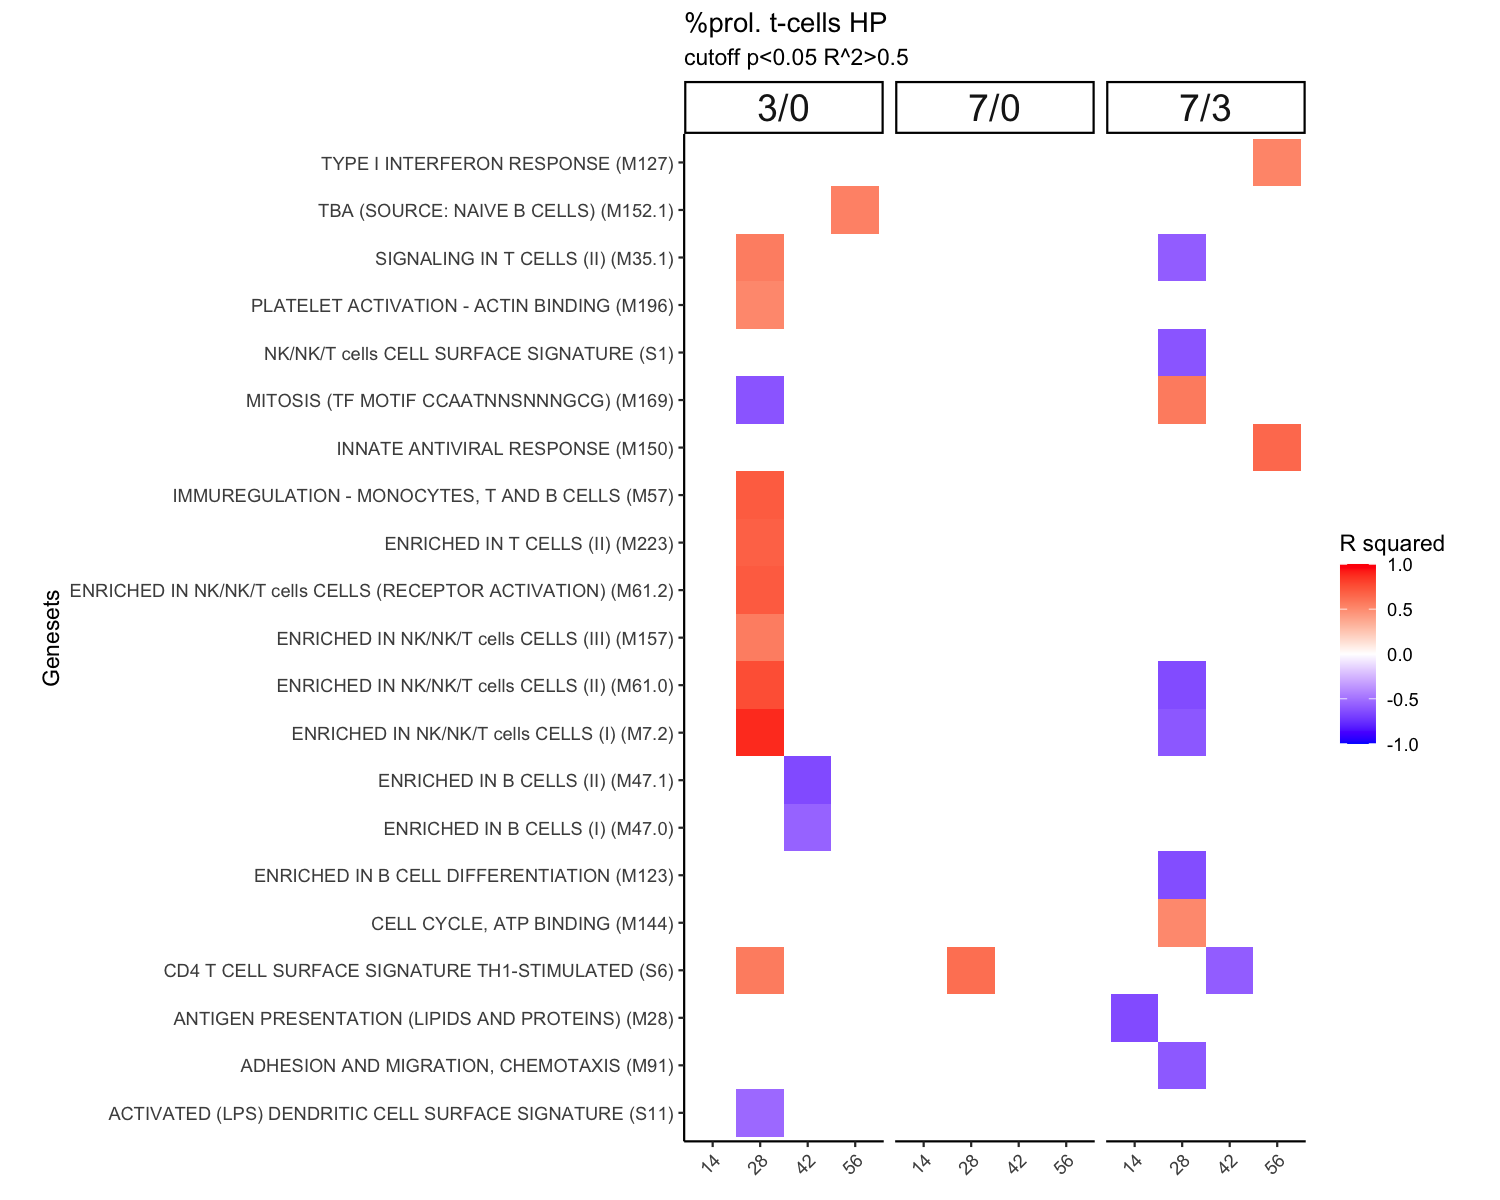 %prol. t-cells HP
cutoff p<0.05 R^2>0.5
3/0
7/0
7/3
TYPE I INTERFERON RESPONSE (M127)
TBA (SOURCE: NAIVE B CELLS) (M152.1)
SIGNALING IN T CELLS (II) (M35.1)
PLATELET ACTIVATION - ACTIN BINDING (M196)
NK/NK/T cells CELL SURFACE SIGNATURE (S1)
MITOSIS (TF MOTIF CCAATNNSNNNGCG) (M169)
INNATE ANTIVIRAL RESPONSE (M150)
IMMUREGULATION - MONOCYTES, T AND B CELLS (M57)
ENRICHED IN T CELLS (II) (M223)
ENRICHED IN NK/NK/T cells CELLS (RECEPTOR ACTIVATION) (M61.2)
ENRICHED IN NK/NK/T cells CELLS (III) (M157)
ENRICHED IN NK/NK/T cells CELLS (II) (M61.0)
ENRICHED IN NK/NK/T cells CELLS (I) (M7.2)
ENRICHED IN B CELLS (II) (M47.1)
ENRICHED IN B CELLS (I) (M47.0)
ENRICHED IN B CELL DIFFERENTIATION (M123)
CELL CYCLE, ATP BINDING (M144)
CD4 T CELL SURFACE SIGNATURE TH1-STIMULATED (S6)
ANTIGEN PRESENTATION (LIPIDS AND PROTEINS) (M28)
ADHESION AND MIGRATION, CHEMOTAXIS (M91)
ACTIVATED (LPS) DENDRITIC CELL SURFACE SIGNATURE (S11)
Genesets
14 28 42 56
14 28 42 56
14 28 42 56
R squared
1.0
0.5
0.0
-0.5
-1.0